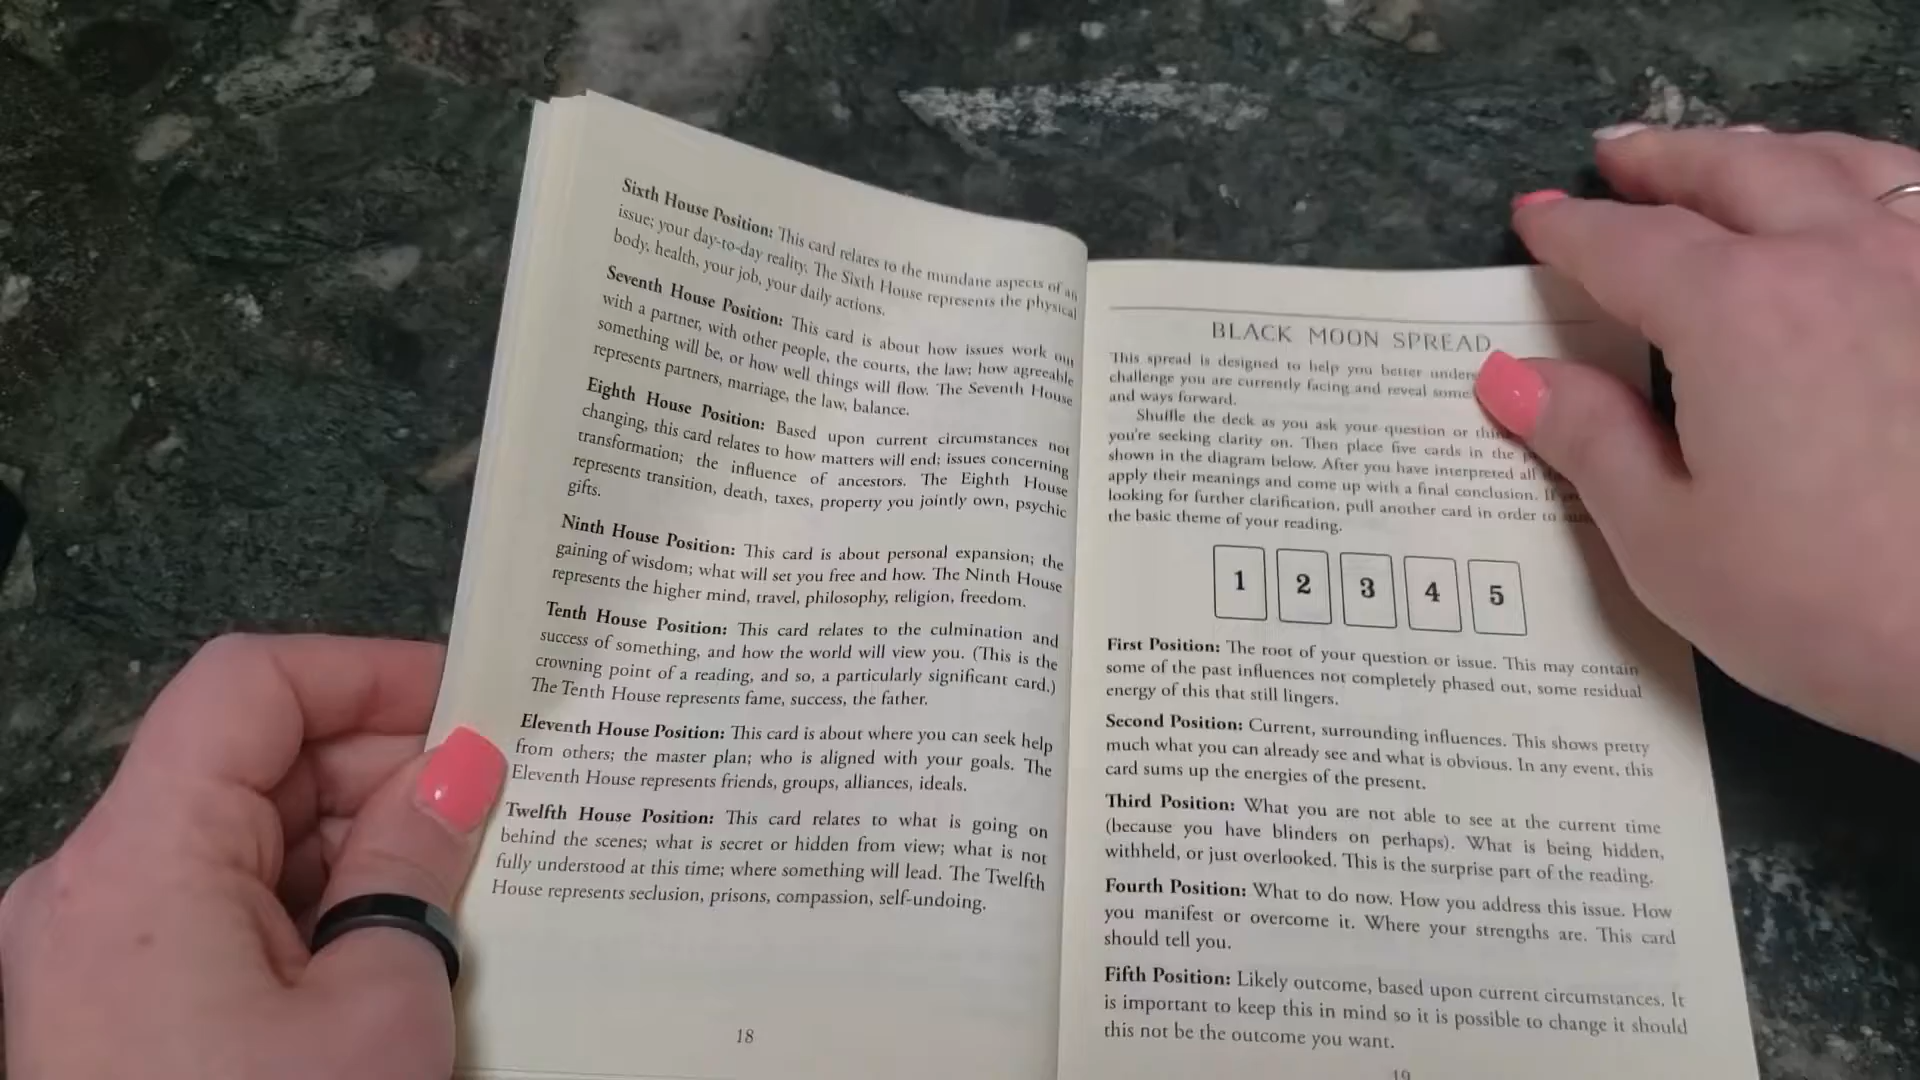 Sixth House Position: This card relates to the mundane aspects of an
issue; your day-to-day reality. The Sixth House represents the physical
body, health, your job, your daily actions.
Seventh House Position: This card is about how issues work out
with a partner, with other people, the courts, the law; how agreeable
something will be, or how well things will flow. The Seventh House
represents partners, marriage, the law, balance.
Eighth House Position: Based upon current circumstances not
changing, this card relates to how matters will end; issues concerning
transformation; the influence of ancestors. The Eighth House
represents transition, death, taxes, property you jointly own, psychic
gifts.
Ninth House Position: This card is about personal expansion; the
gaining of wisdom; what will set you free and how. The Ninth House
represents the higher mind, travel, philosophy, religion, freedom.
Tenth House Position: This card relates to the culmination and
success of something, and how the world will view you. (This is the
crowning point of a reading, and so, a particularly significant card.)
The Tenth House represents fame, success, the father.
Eleventh House Position: This card is about where you can seek help
from others; the master plan; who is aligned with your goals. The
Eleventh House represents friends, groups, alliances, ideals.
Twelfth House Position: This card relates to what is going on
behind the scenes; what is secret or hidden from view; what is not
fully understood at this time; where something will lead. The Twelfth
House represents seclusion, prisons, compassion, self-undoing.
18
BLACK MOON SPREAD
This spread is designed to help you better
challenge you are currently facing and reveal some
and ways forward.
Shuffle the deck as you ask your question or
you're seeking clarity on. Then place five cards in the
shown in the diagram below. After you have interpreted all
apply their meanings and come up with a final conclusion. If
looking for further clarification, pull another card in order to
the basic theme of your reading.
1 2 3 4 5
First Position: The root of your question or issue. This may contain
some of the past influences not completely phased out, some residual
energy of this that still lingers.
Second Position: Current, surrounding influences. This shows pretty
much what you can already see and what is obvious. In any event, this
card sums up the energies of the present.
Third Position: What you are not able to see at the current time
(because you have blinders on perhaps). What is being hidden,
withheld, or just overlooked. This is the surprise part of the reading.
Fourth Position: What to do now. How you address this issue. How
you manifest or overcome it. Where your strengths are. This card
should tell you.
Fifth Position: Likely outcome, based upon current circumstances. It
is important to keep this in mind so it is possible to change it should
this not be the outcome you want.
19